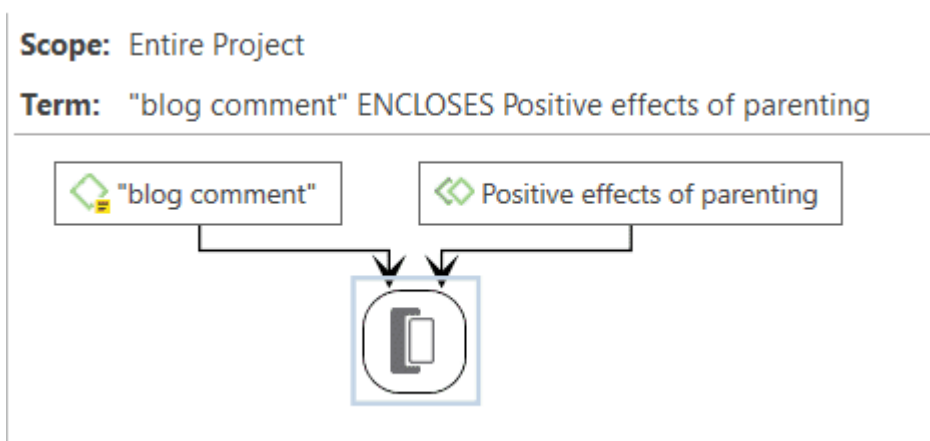 Scope: Entire Project
Term: "blog comment" ENCLOSES Positive effects of parenting
"blog comment"
Positive effects of parenting